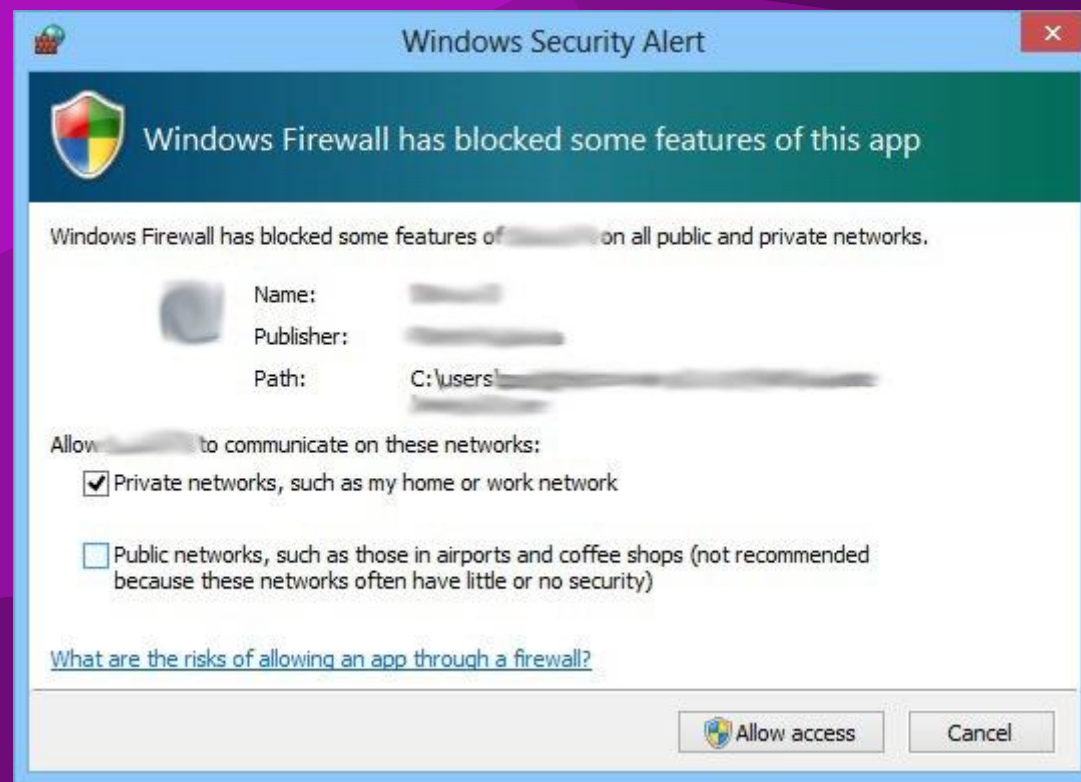 Windows Security Alert
Windows Firewall has blocked some features of this app
Windows Firewall has blocked some features of on all public and private networks.
Name:
Publisher:
Path: C:\users\
Allow to communicate on these networks:
Private networks, such as my home or work network
Public networks, such as those in airports and coffee shops (not recommended
because these networks often have little or no security)
What are the risks of allowing an app through a firewall?
Allow access Cancel